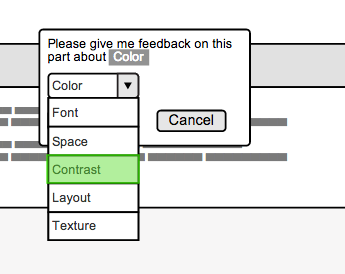 Please give me feedback on this
part about Color
Color ▼
Font
Cancel
Space
Contrast
Layout
Texture